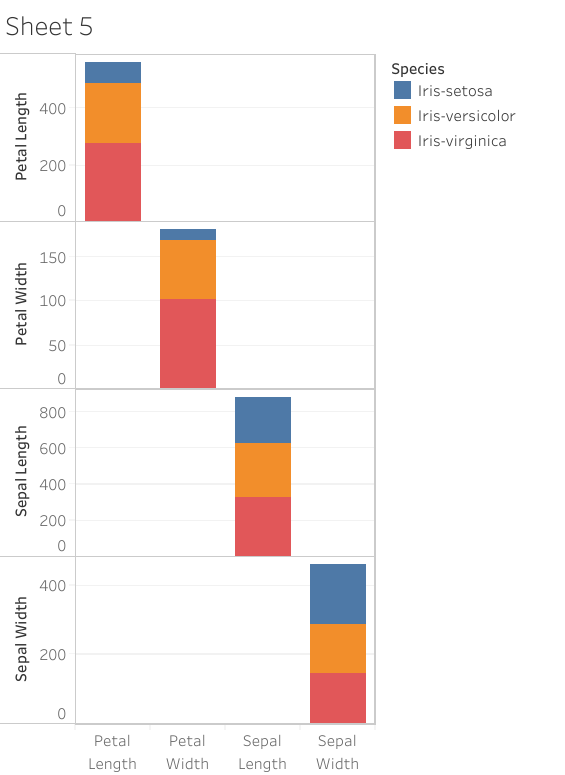 Sheet 5
Species
Iris-setosa
Iris-versicolor
Iris-virginica
Petal Length
400
200
0
Petal Width
150
100
50
0
Sepal Length
800
600
400
200
0
Sepal Width
400
200
0
Petal Petal Sepal Sepal
Length Width Length Width